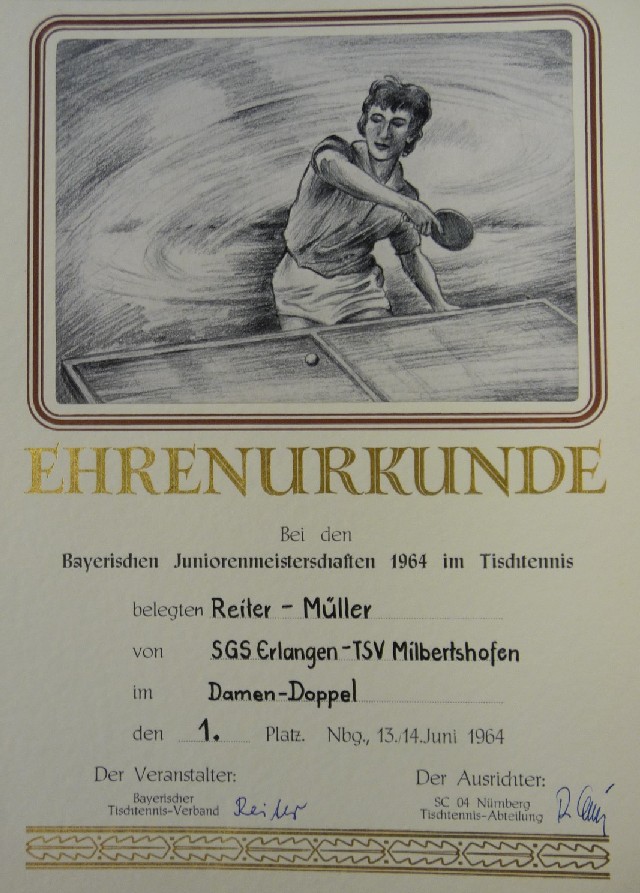 EHRENURKUNDE
Bei den
Bayerischen Juniorenmeisterschaften 1964 im Tischtennis
belegten Reiter - Müller
von SGS Erlangen-TSV Milbertshofen
im Damen-Doppel
den 1. Platz. Nbg., 13./14. Juni 1964
Der Veranstalter: Der Ausrichter:
Bayerischer SC 04 Nürnberg
Tischtennis-Verband Reiter Tischtennis-Abteilung